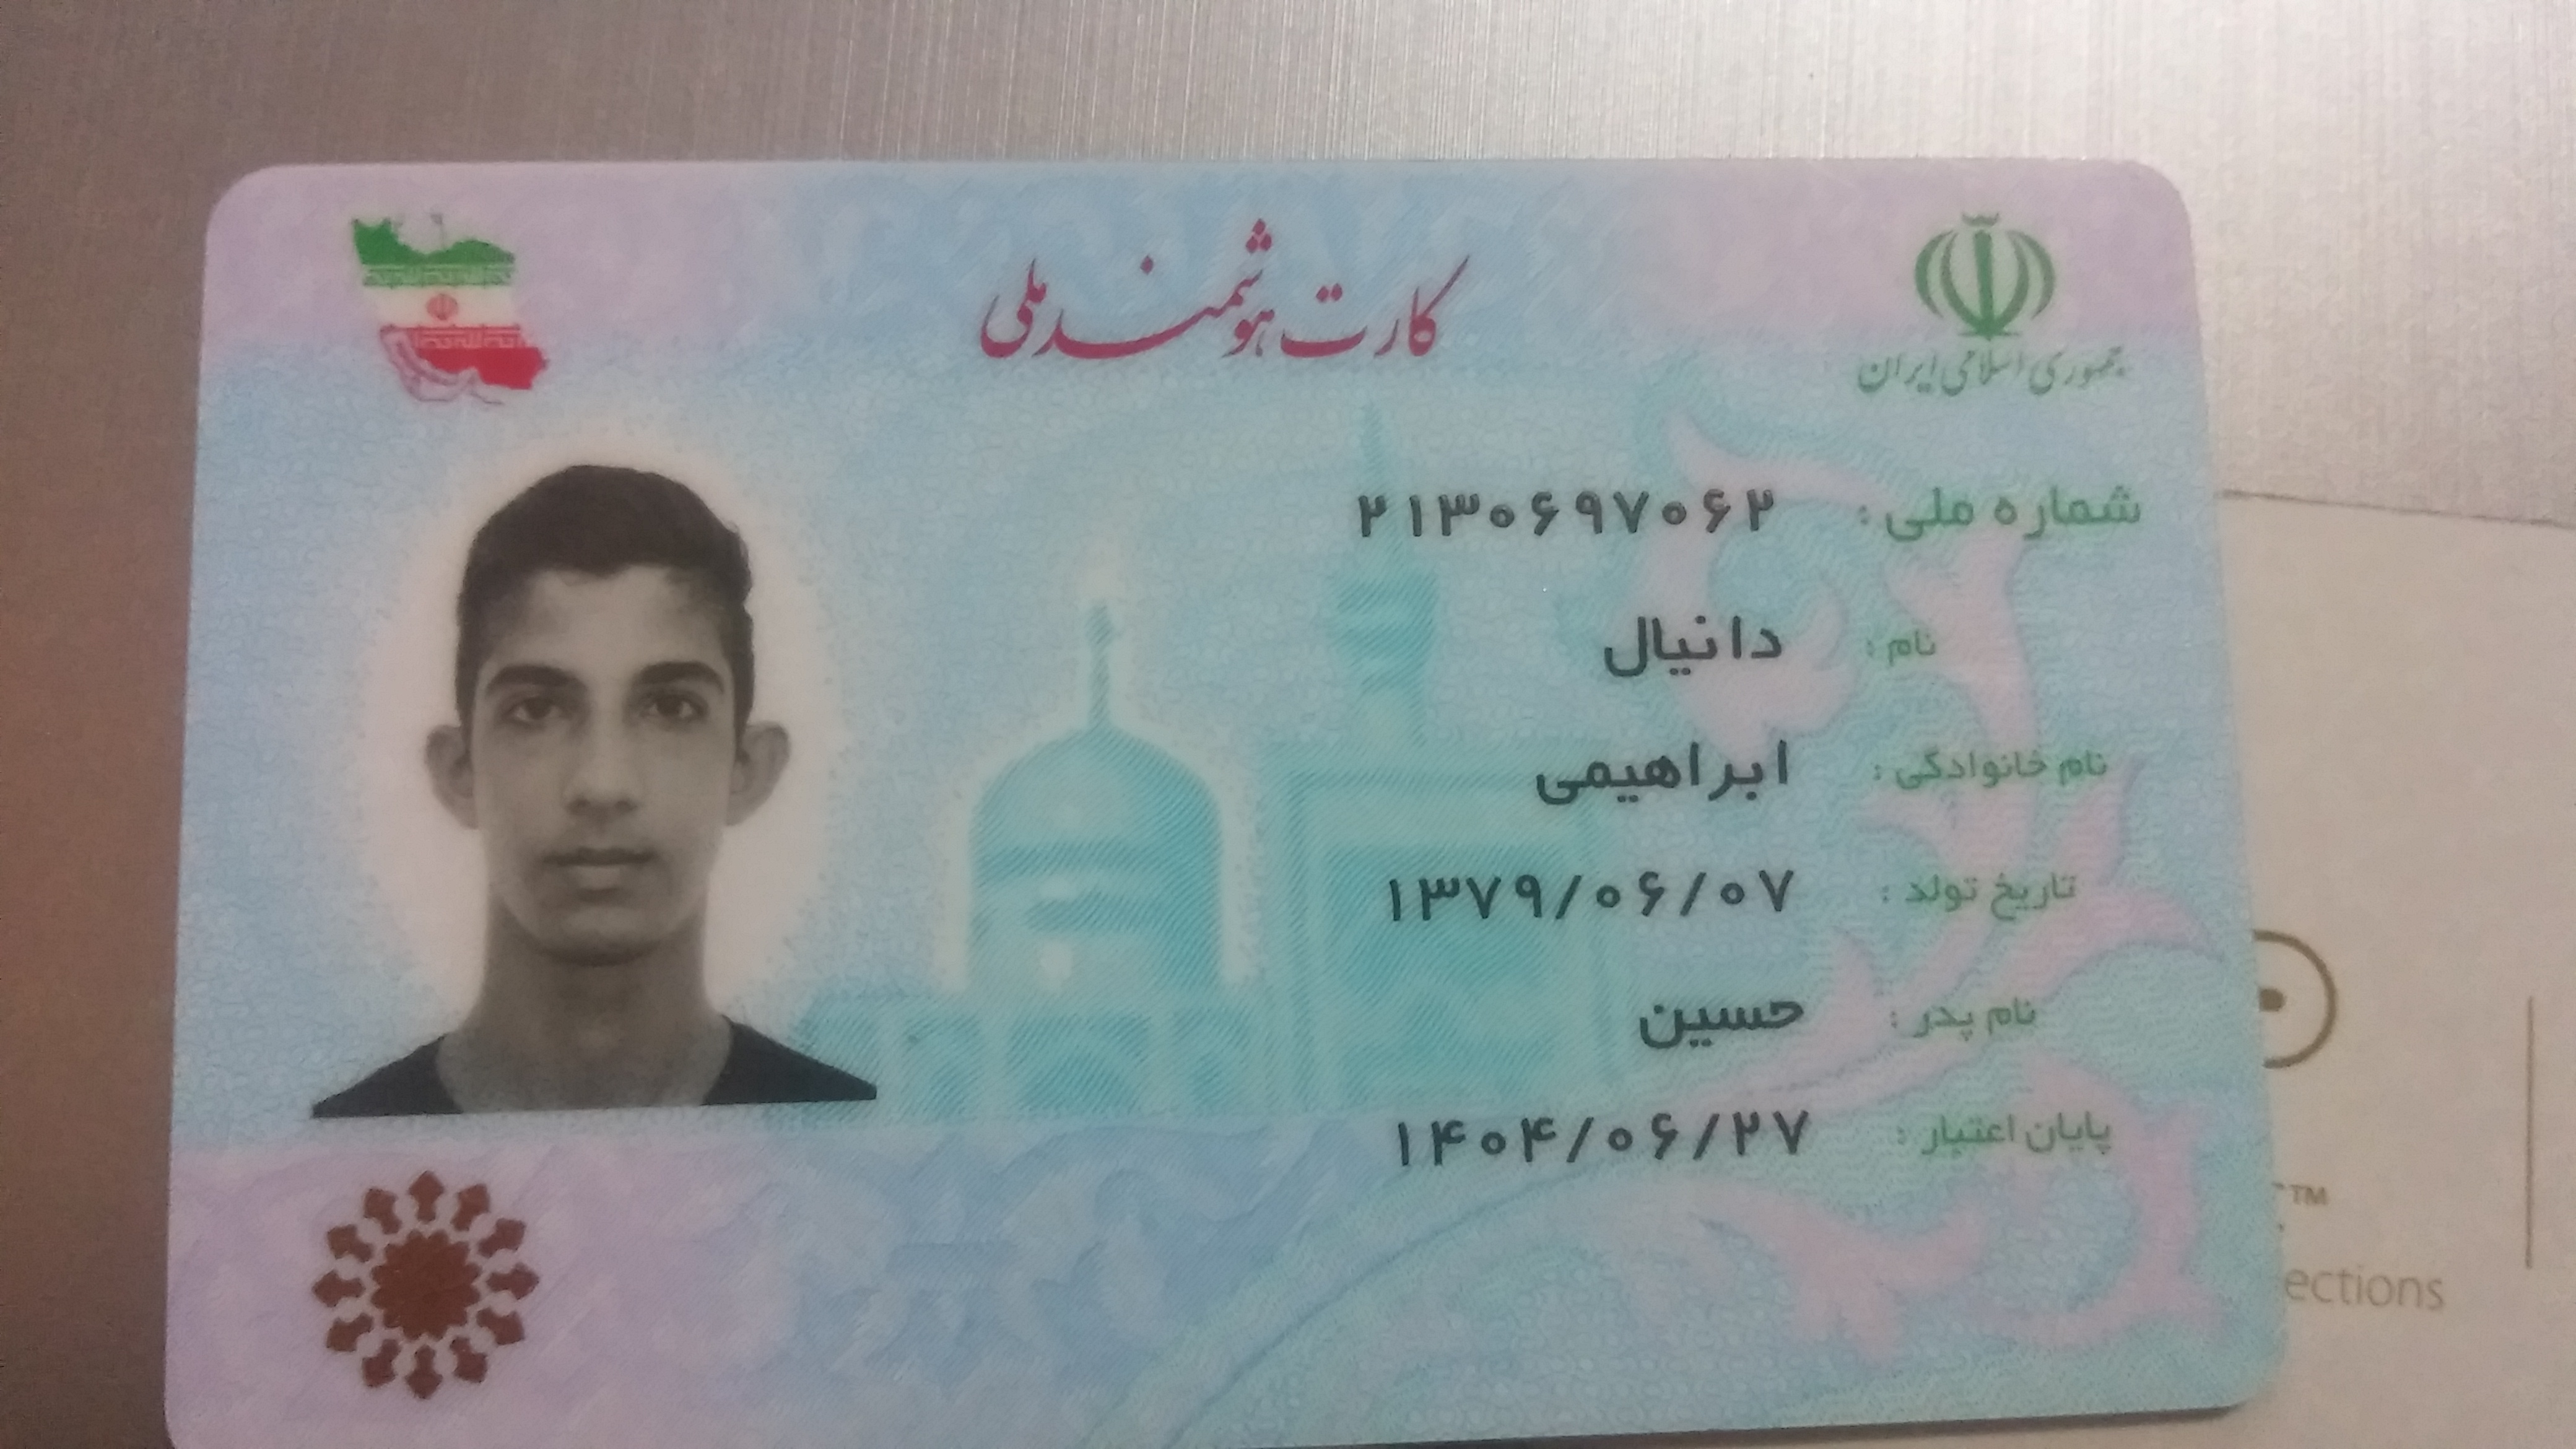 کارت هوشمند ملی
جمهوری اسلامی ایران
شماره ملی : ۲۱۳۰۶۹۷۰۶۲
نام : دانیال
نام خانوادگی : ابراهیمی
تاریخ تولد : ۱۳۷۹/۰۶/۰۷
نام پدر : حسین
پایان اعتبار : ۱۴۰۴/۰۶/۲۷
TM
ections